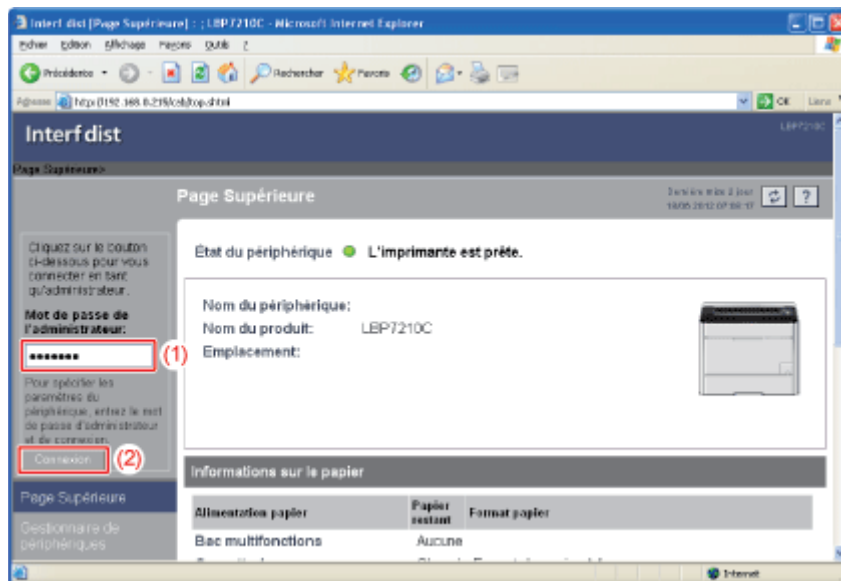 Interf dist [Page Supérieure] : ; LBP7210C - Microsoft Internet Explorer
Edition Affichage Outils ?
Précédente Rechercher Favoris
OK Liens
Interf dist
LBP7210C
Page Supérieure>
Page Supérieure
Dernière mise à jour
?
Cliquez sur le bouton
ci-dessous pour vous
connecter en tant
qu'administrateur.
Mot de passe de
l'administrateur:
•••••••
(1)
Pour spécifier les
paramètres du
périphérique, entrez le mot
de passe d'administrateur
et de connexion.
Connexion
(2)
Page Supérieure
Gestionnaire de
périphériques
État du périphérique L'imprimante est prête.
Nom du périphérique:
Nom du produit: LBP7210C
Emplacement:
Informations sur le papier
Alimentation papier Papier restant Format papier
Bac multifonctions Aucune
Internet